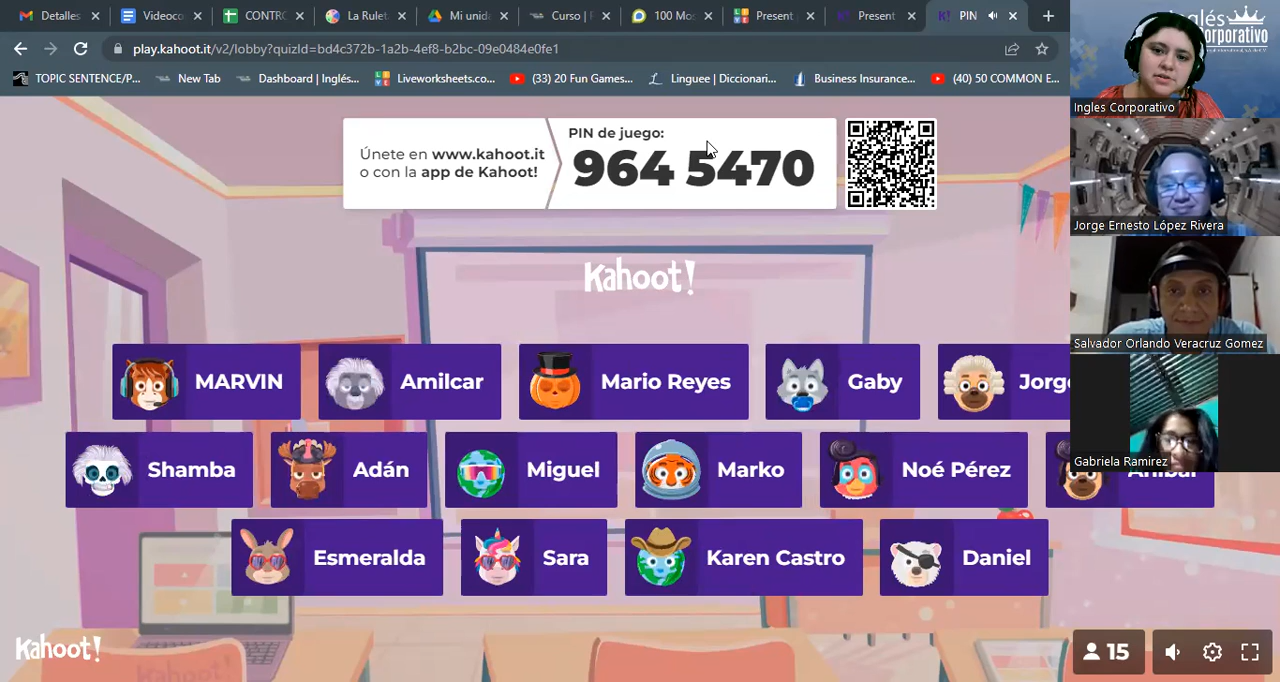 Detalles
Videoco
CONTRO
La Rulet
Mi unida
Curso | F
100 Mos
Present
Present
PIN
play.kahoot.it/v2/lobby?quizId=bd4c372b-1a2b-4ef8-b2bc-09e0484e0fe1
TOPIC SENTENCE/P...
New Tab
Dashboard | Inglés...
Liveworksheets.co...
(33) 20 Fun Games...
Linguee | Diccionari...
Business Insurance...
(40) 50 COMMON E...
Únete en www.kahoot.it
o con la app de Kahoot!
PIN de juego:
964 5470
Kahoot!
MARVIN
Amilcar
Mario Reyes
Gaby
Jorge
Shamba
Adán
Miguel
Marko
Noé Pérez
Esmeralda
Sara
Karen Castro
Daniel
Kahoot!
15
Inglés
Corporativo
Ingles Corporativo
Jorge Ernesto López Rivera
Salvador Orlando Veracruz Gomez
Gabriela Ramirez